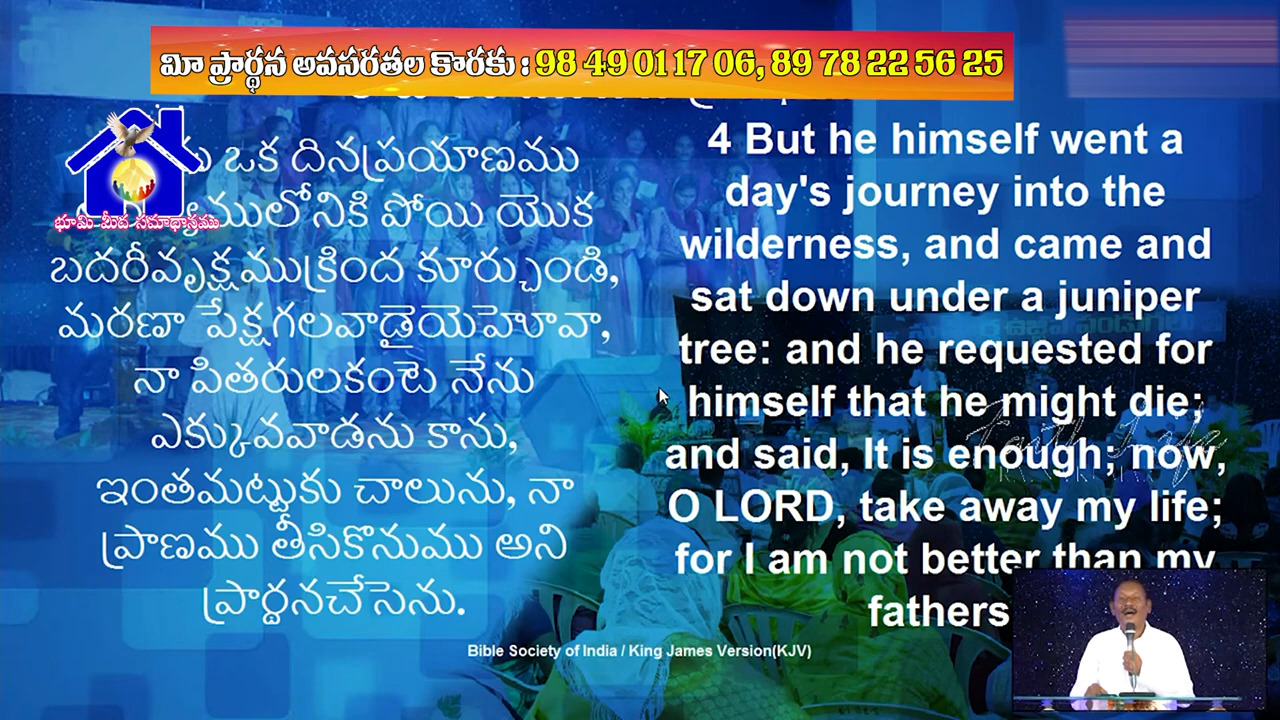 మీ ప్రార్థన అవసరతల కొరకు : 98 49 01 17 06, 89 78 22 56 25
ఒక దినప్రయాణము
పోయి యొక
బదరీవృక్షముక్రింద కూర్చుండి,
మరణా పేక్షగలవాడైయెహోవా,
నా పితరులకంటె నేను
ఎక్కువవాడను కాను,
ఇంతమట్టుకు చాలును, నా
ప్రాణము తీసికొనుము అని
ప్రార్థనచేసెను.
భూమి మీద సమాధానము
4 But he himself went a
day's journey into the
wilderness, and came and
sat down under a juniper
tree: and he requested for
himself that he might die;
and said, It is enough; now,
O LORD, take away my life;
for I am not better than my
fathers
Bible Society of India / King James Version(KJV)